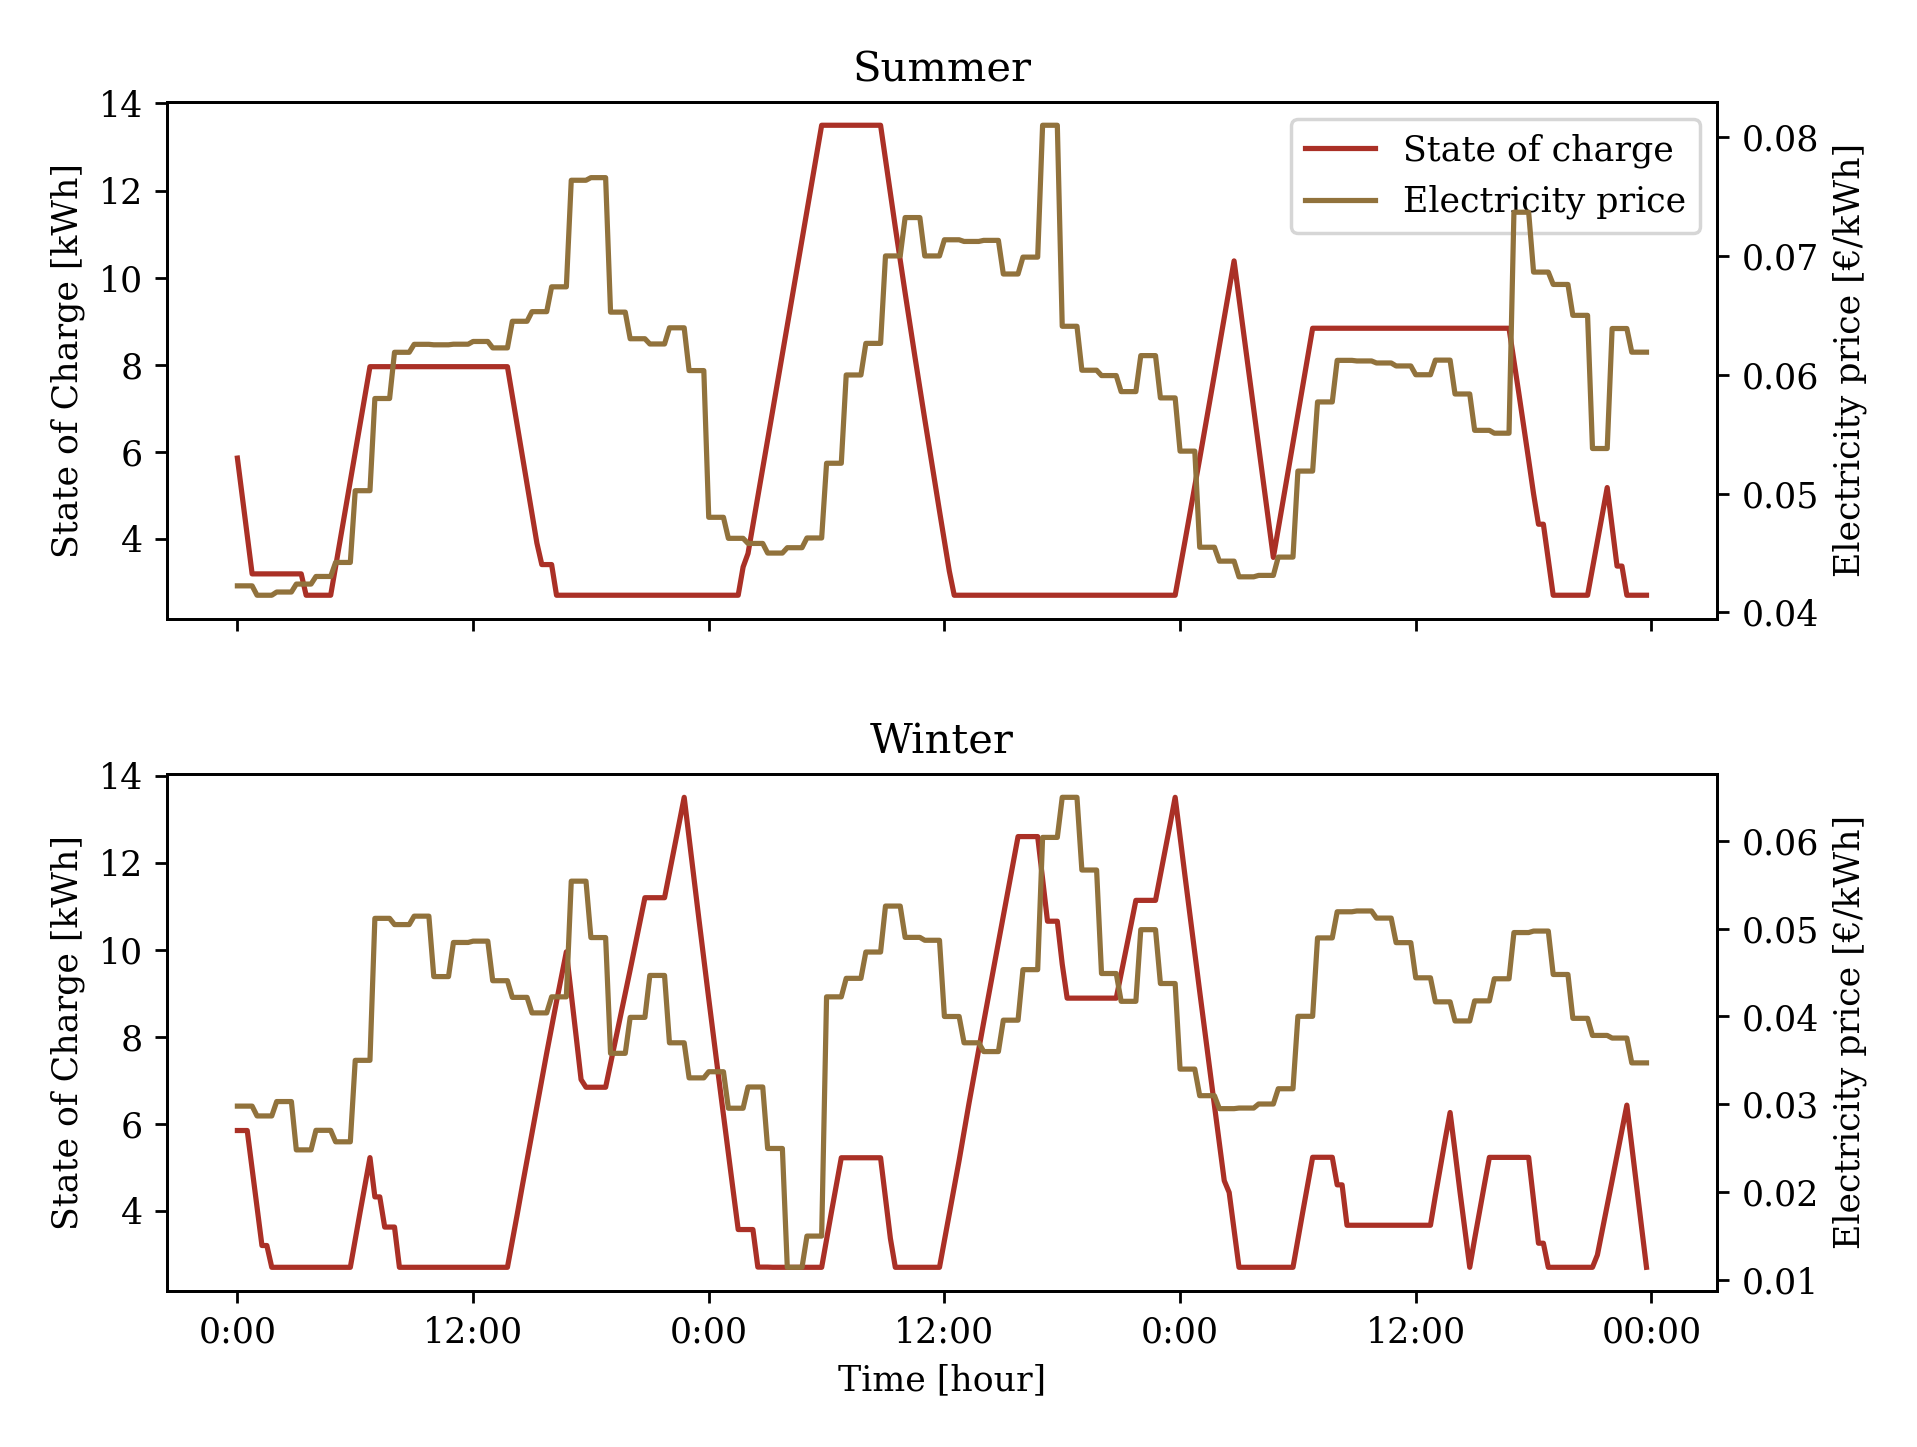 Summer
14
12
10
8
6
4
State of Charge [kWh]
State of charge
Electricity price
0.08
0.07
0.06
0.05
0.04
Electricity price [€/kWh]
Winter
14
12
10
8
6
4
State of Charge [kWh]
0.06
0.05
0.04
0.03
0.02
0.01
Electricity price [€/kWh]
0:00 12:00 0:00 12:00 0:00 12:00 00:00
Time [hour]